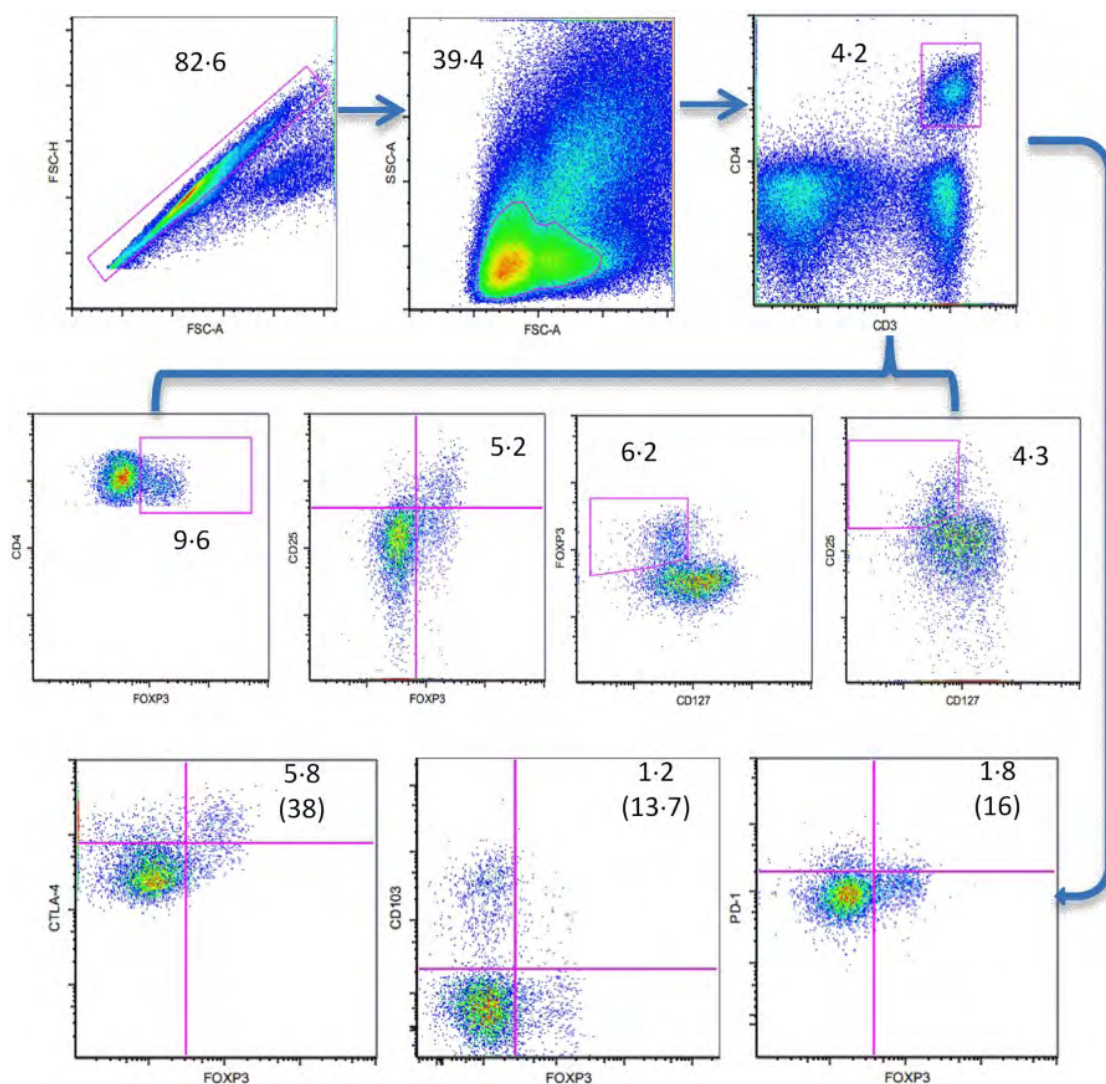 82·6
FSC-H
FSC-A
39·4
SSC-A
FSC-A
4·2
CD4
CD3
9·6
CD4
FOXP3
5·2
CD25
FOXP3
6·2
FOXP3
CD127
4·3
CD25
CD127
5·8
(38)
CTLA-4
FOXP3
1·2
(13·7)
CD103
FOXP3
1·8
(16)
PD-1
FOXP3